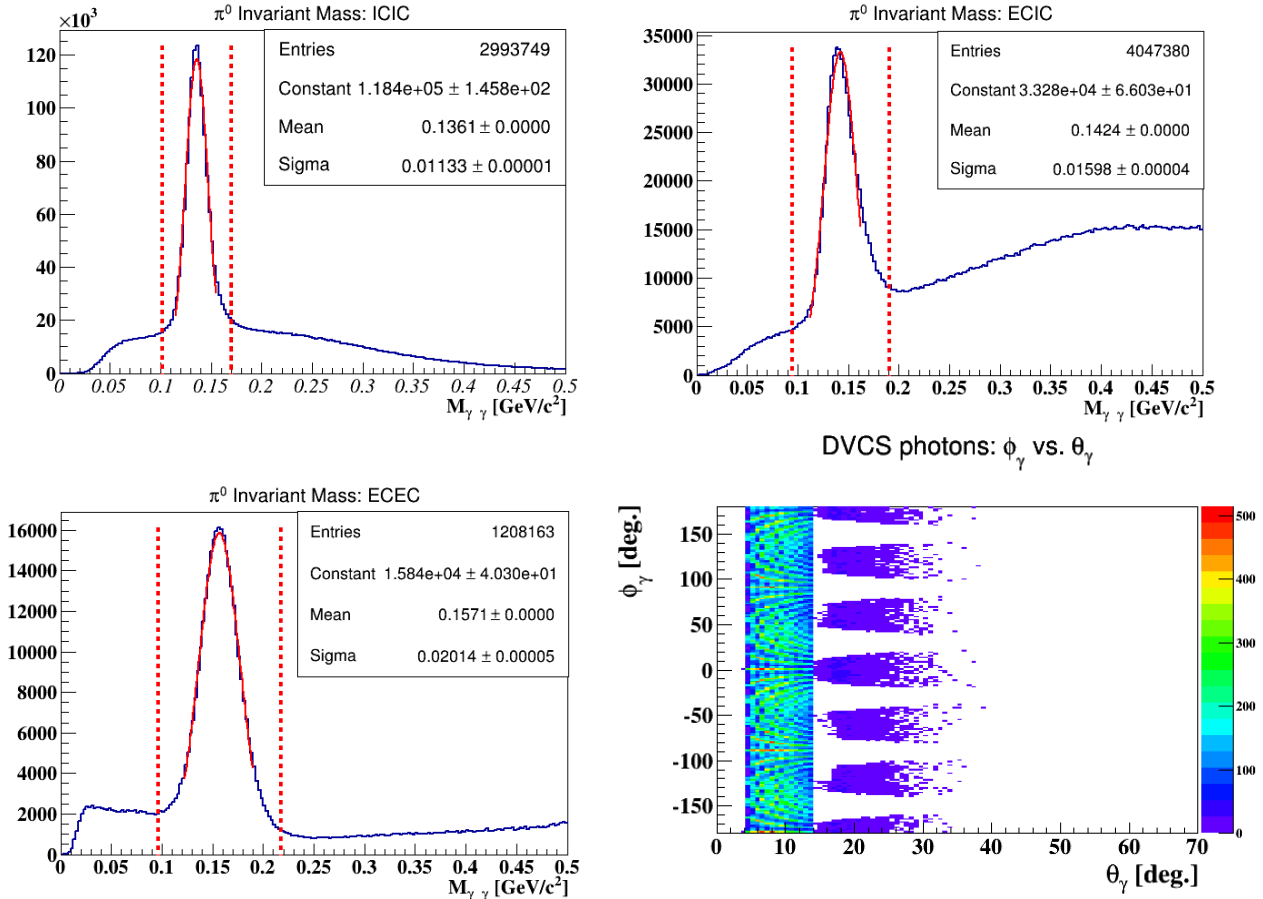 π⁰ Invariant Mass: ICIC
×10³
Entries 2993749
Constant 1.184e+05 ± 1.458e+02
Mean 0.1361 ± 0.0000
Sigma 0.01133 ± 0.00001
120
100
80
60
40
20
0
0 0.05 0.1 0.15 0.2 0.25 0.3 0.35 0.4 0.45 0.5
M_γ γ [GeV/c²]
π⁰ Invariant Mass: ECIC
Entries 4047380
Constant 3.328e+04 ± 6.603e+01
Mean 0.1424 ± 0.0000
Sigma 0.01598 ± 0.00004
35000
30000
25000
20000
15000
10000
5000
0
0 0.05 0.1 0.15 0.2 0.25 0.3 0.35 0.4 0.45 0.5
M_γ γ [GeV/c²]
π⁰ Invariant Mass: ECEC
Entries 1208163
Constant 1.584e+04 ± 4.030e+01
Mean 0.1571 ± 0.0000
Sigma 0.02014 ± 0.00005
16000
14000
12000
10000
8000
6000
4000
2000
0
0 0.05 0.1 0.15 0.2 0.25 0.3 0.35 0.4 0.45 0.5
M_γ γ [GeV/c²]
DVCS photons: ϕ_γ vs. θ_γ
ϕ_γ [deg.]
150
100
50
0
-50
-100
-150
0 10 20 30 40 50 60 70
θ_γ [deg.]
500
400
300
200
100
0